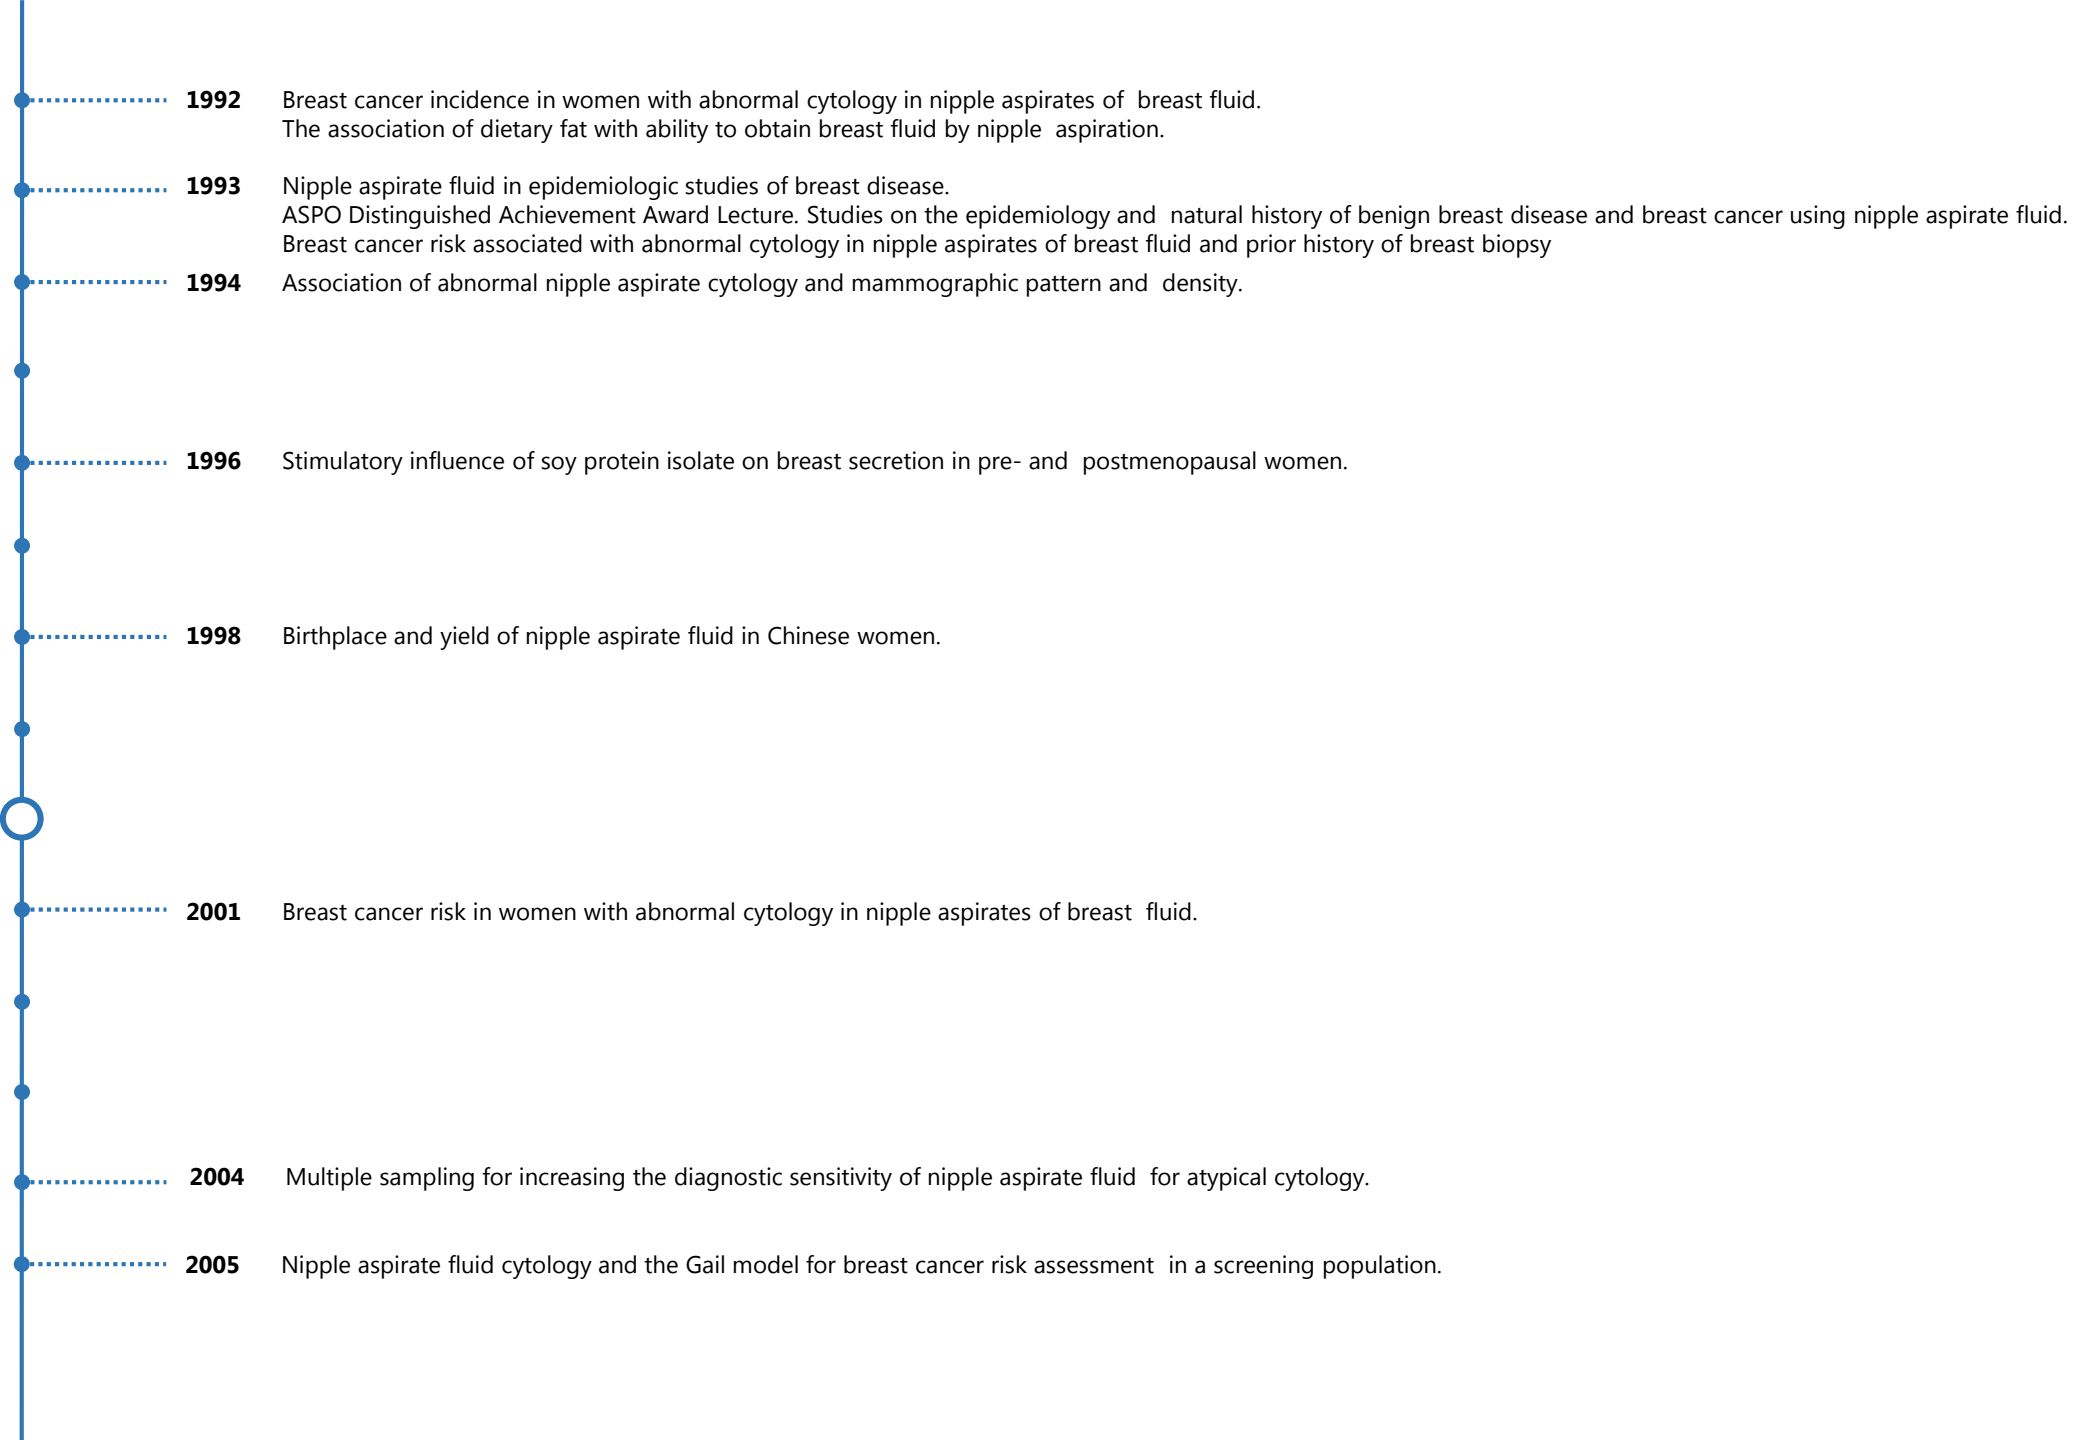 1992 Breast cancer incidence in women with abnormal cytology in nipple aspirates of breast fluid.
The association of dietary fat with ability to obtain breast fluid by nipple aspiration.
1993 Nipple aspirate fluid in epidemiologic studies of breast disease.
ASPO Distinguished Achievement Award Lecture. Studies on the epidemiology and natural history of benign breast disease and breast cancer using nipple aspirate fluid.
Breast cancer risk associated with abnormal cytology in nipple aspirates of breast fluid and prior history of breast biopsy
1994 Association of abnormal nipple aspirate cytology and mammographic pattern and density.
1996 Stimulatory influence of soy protein isolate on breast secretion in pre- and postmenopausal women.
1998 Birthplace and yield of nipple aspirate fluid in Chinese women.
2001 Breast cancer risk in women with abnormal cytology in nipple aspirates of breast fluid.
2004 Multiple sampling for increasing the diagnostic sensitivity of nipple aspirate fluid for atypical cytology.
2005 Nipple aspirate fluid cytology and the Gail model for breast cancer risk assessment in a screening population.